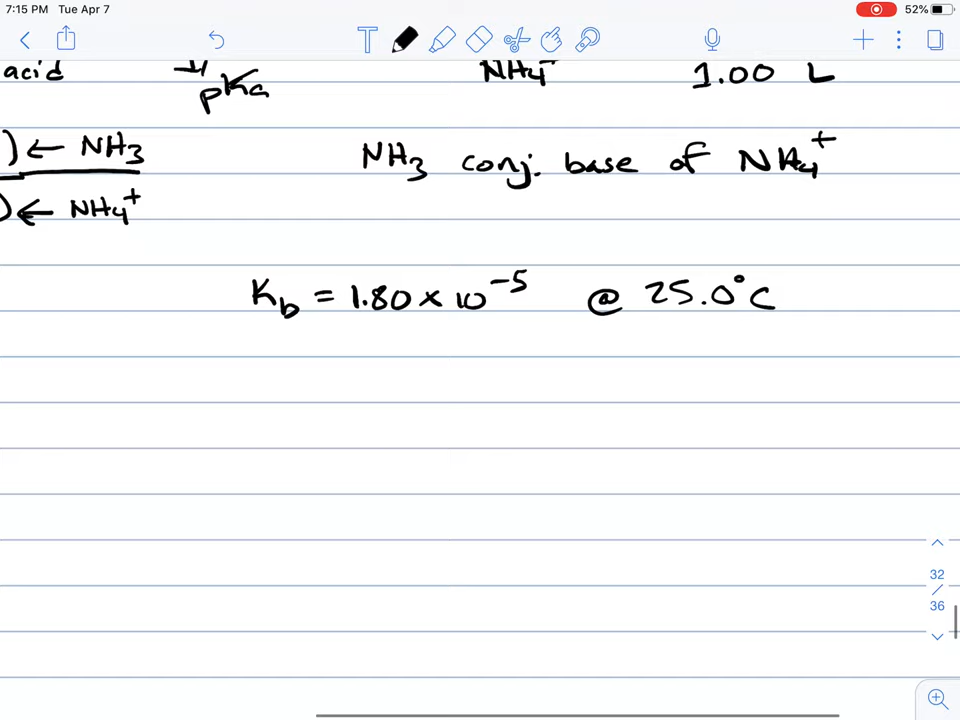 7:15 PM Tue Apr 7 52%
T
acid NH4+ 1.00 L
pKa
) ← NH3 NH3 conj. base of NH4+
) ← NH4+
Kb = 1.80 x 10^-5 @ 25.0°C
32
/
36